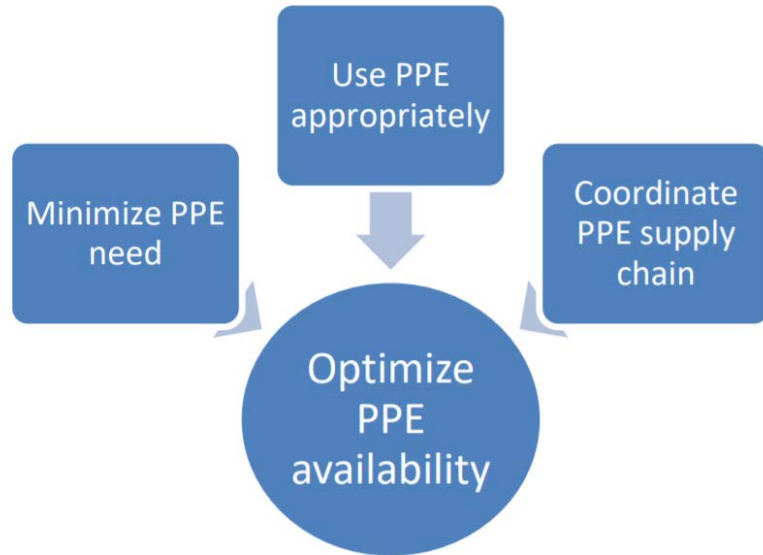 Use PPE
appropriately
Minimize PPE
need
Coordinate
PPE supply
chain
Optimize
PPE
availability